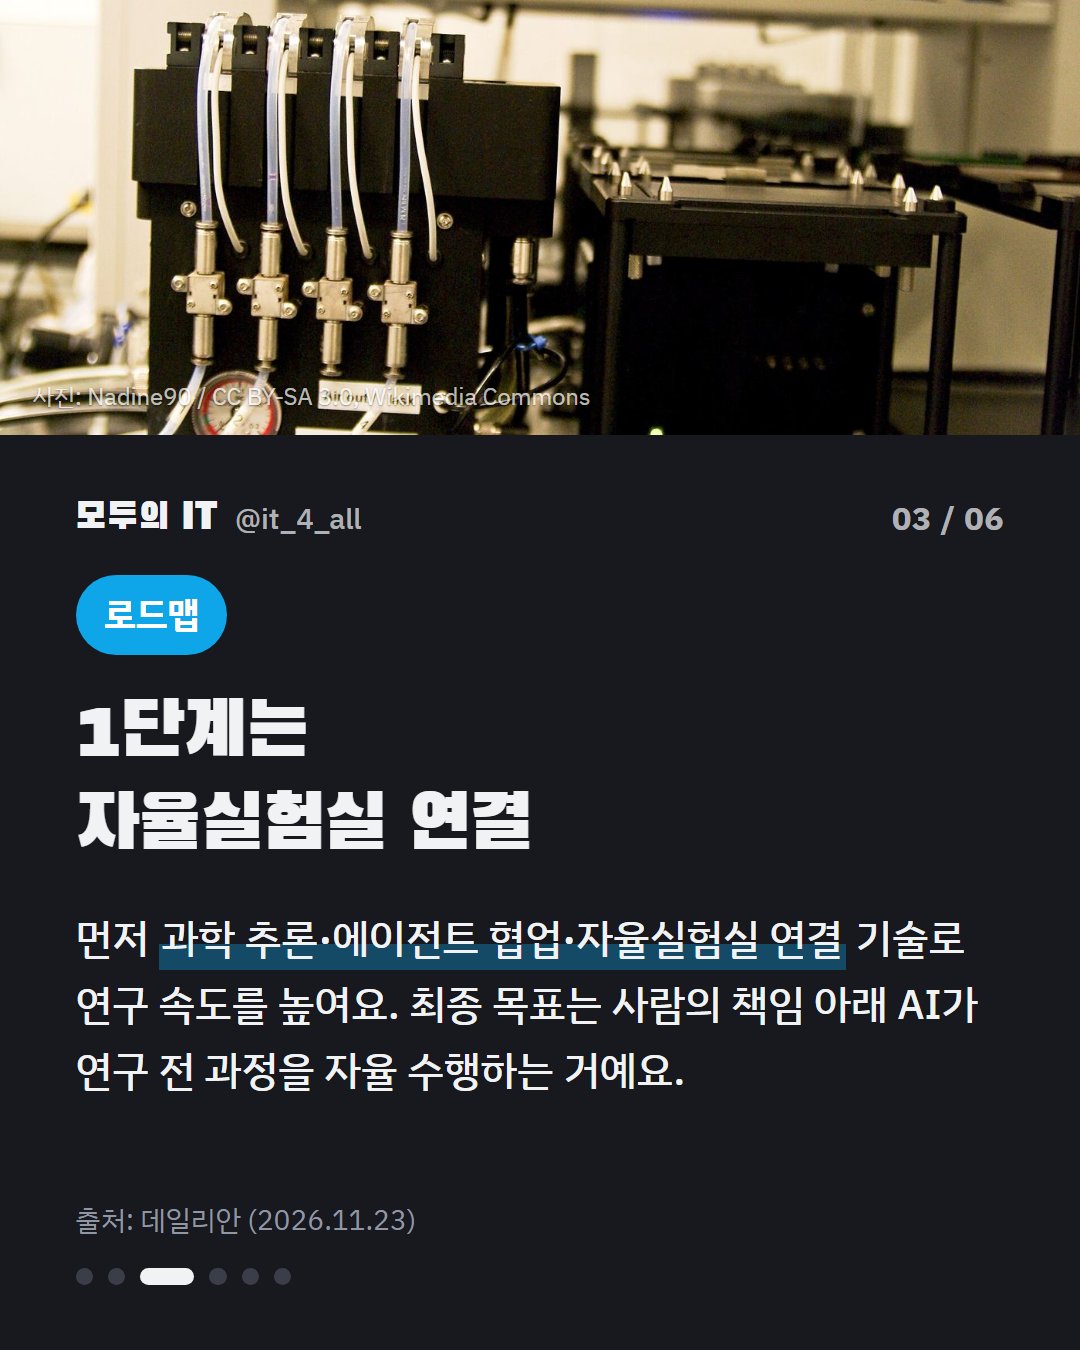 사진: Nadine90 / CC BY-SA 3.0, Wikimedia Commons
모두의 IT @it_4_all
03 / 06
로드맵
1단계는
자율실험실 연결
먼저 과학 추론·에이전트 협업·자율실험실 연결 기술로
연구 속도를 높여요. 최종 목표는 사람의 책임 아래 AI가
연구 전 과정을 자율 수행하는 거예요.
출처: 데일리안 (2026.11.23)